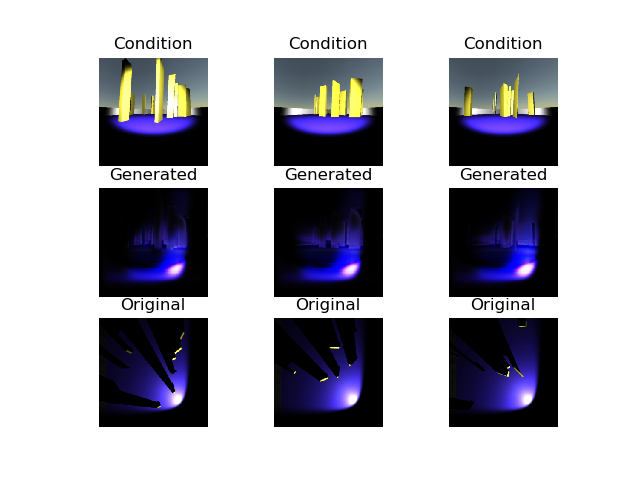 Condition Condition Condition
Generated Generated Generated
Original Original Original